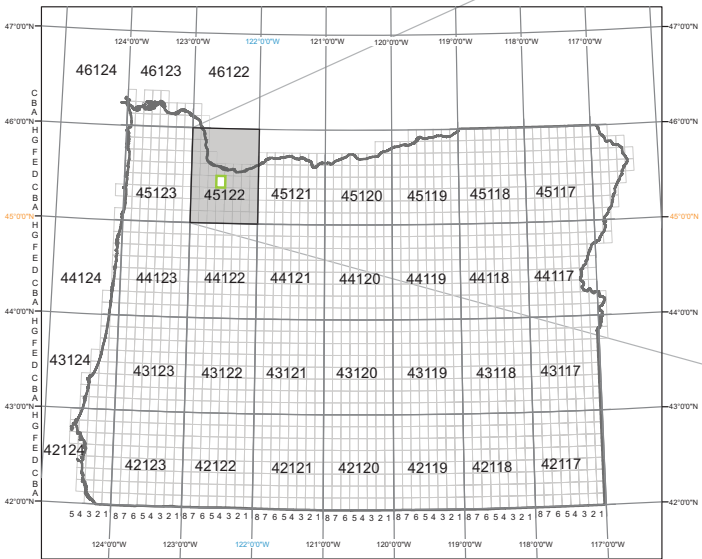 47°0'0"N 47°0'0"N
124°0'0"W 123°0'0"W 122°0'0"W 121°0'0"W 120°0'0"W 119°0'0"W 118°0'0"W 117°0'0"W
46124 46123 46122
C
B
A
46°0'0"N 46°0'0"N
H
G
F
E
D
C
B
A
45123 45122 45121 45120 45119 45118 45117
45°0'0"N 45°0'0"N
H
G
F
E
D
C
B
A
44124 44123 44122 44121 44120 44119 44118 44117
44°0'0"N 44°0'0"N
H
G
F
E
D
C
B
A
43124 43123 43122 43121 43120 43119 43118 43117
43°0'0"N 43°0'0"N
H
G
F
E
D
C
B
A
42124 42123 42122 42121 42120 42119 42118 42117
42°0'0"N 42°0'0"N
5 4 3 2 1 8 7 6 5 4 3 2 1 8 7 6 5 4 3 2 1 8 7 6 5 4 3 2 1 8 7 6 5 4 3 2 1 8 7 6 5 4 3 2 1 8 7 6 5 4 3 2 1 8 7 6 5 4 3 2 1
124°0'0"W 123°0'0"W 122°0'0"W 121°0'0"W 120°0'0"W 119°0'0"W 118°0'0"W 117°0'0"W